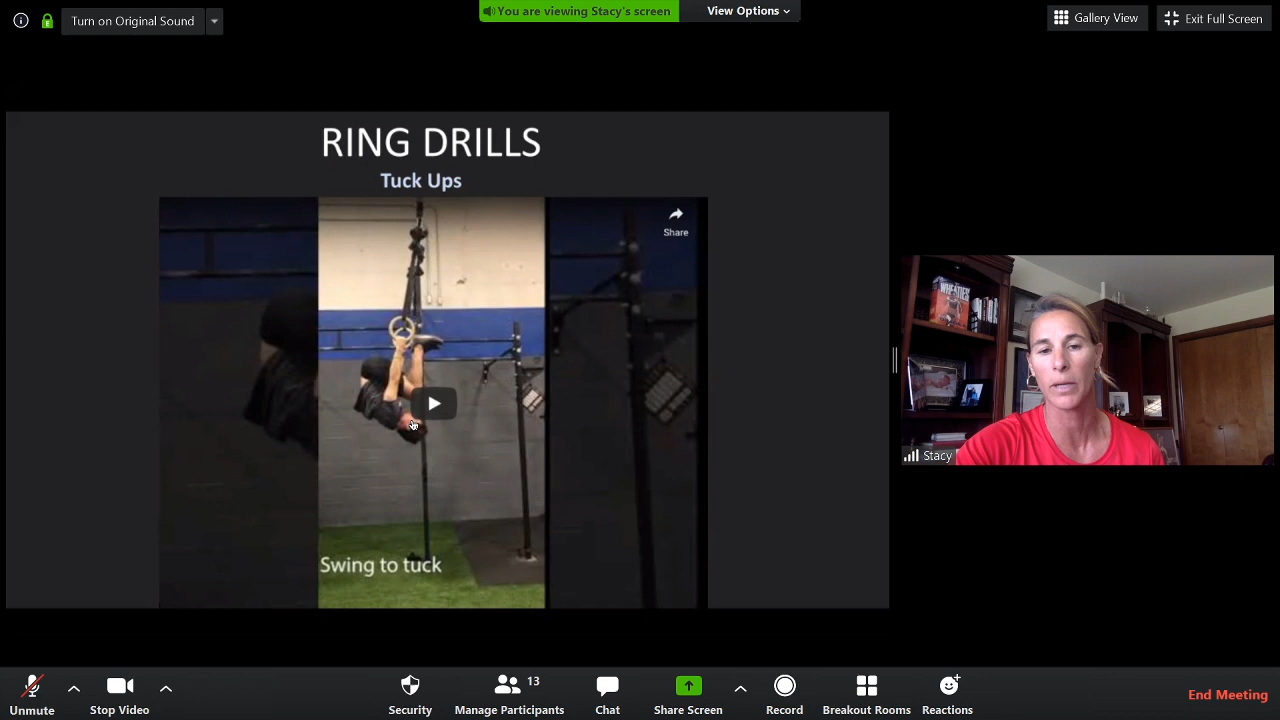 Turn on Original Sound
You are viewing Stacy's screen
View Options
Gallery View
Exit Full Screen
RING DRILLS
Tuck Ups
Share
WHEATIES
Swing to tuck
Stacy
Unmute
Stop Video
Security
13
Manage Participants
Chat
Share Screen
Record
Breakout Rooms
Reactions
End Meeting